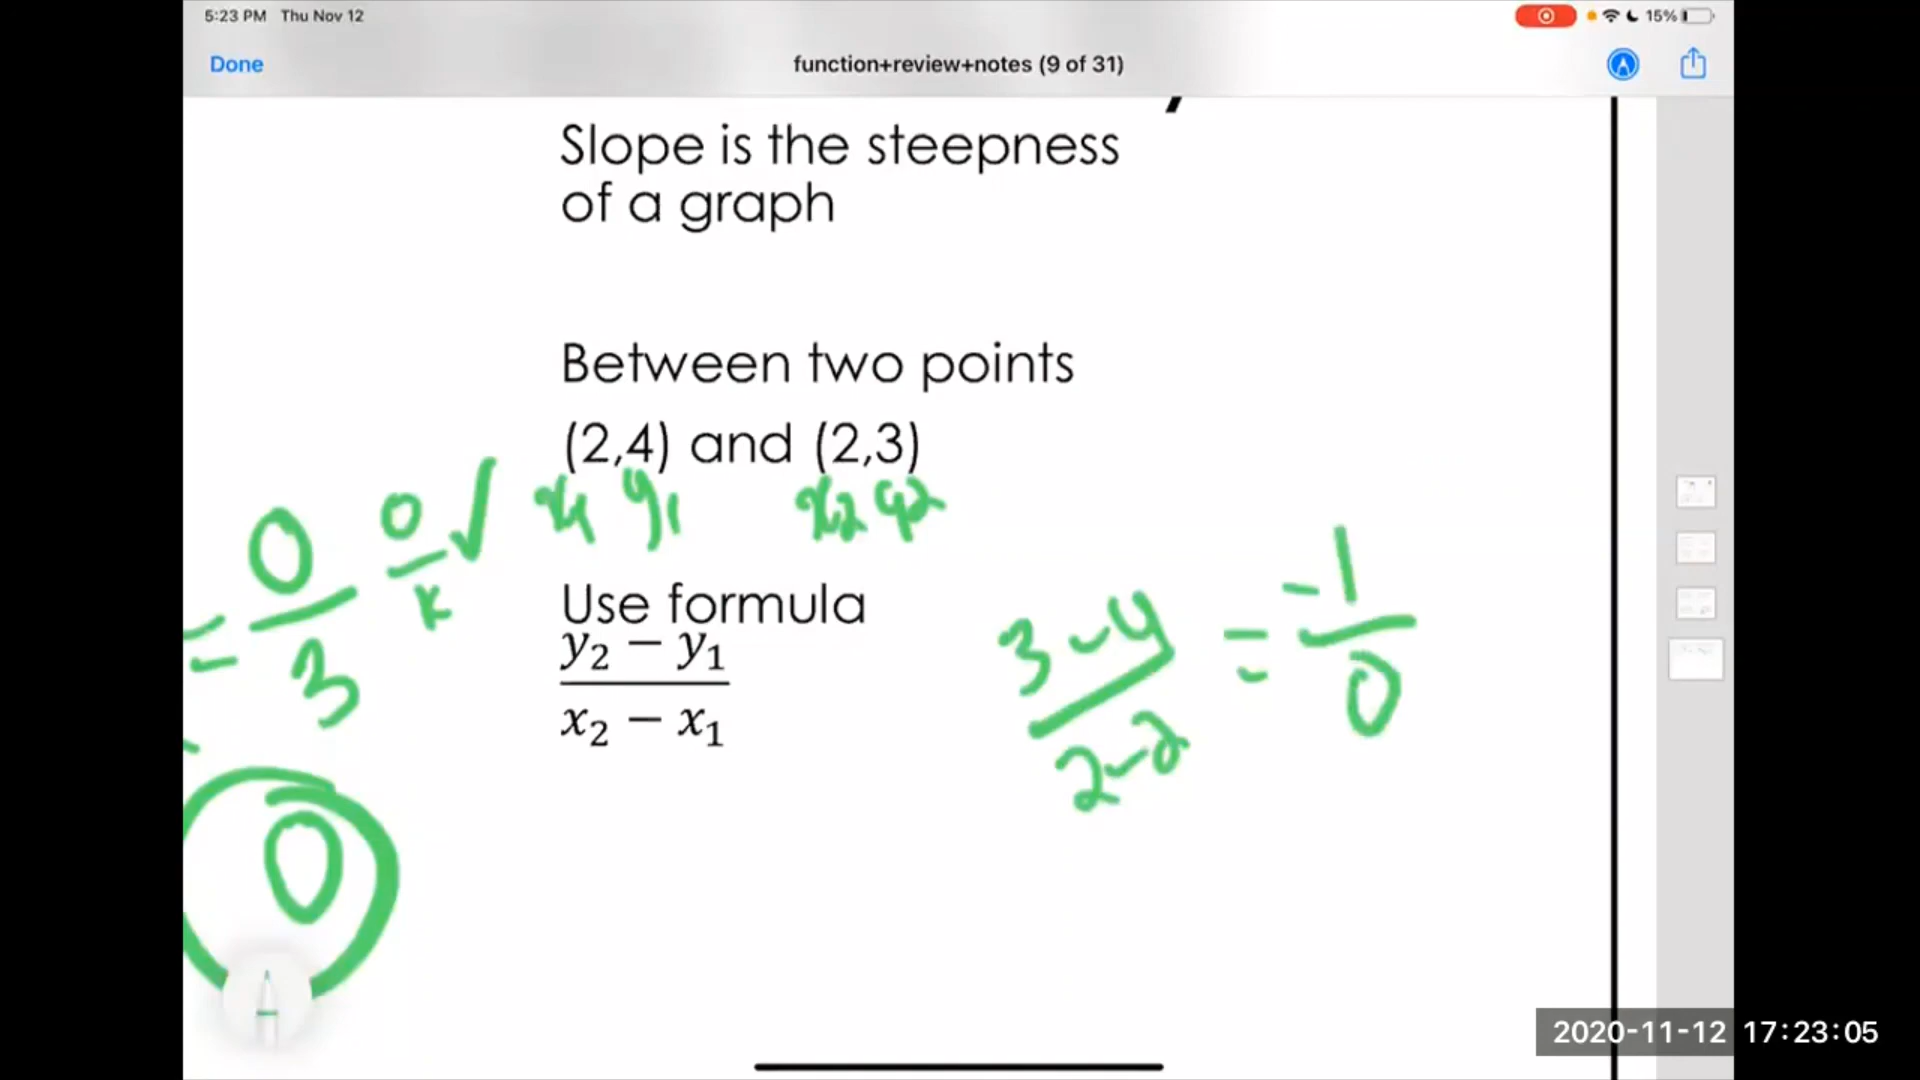 5:23 PM Thu Nov 12
15%
Done
function+review+notes (9 of 31)
Slope is the steepness
of a graph
Between two points
(2,4) and (2,3)
x1 y1 x2 y2
= 0/3
0/k √
Use formula
y₂ − y₁
x₂ − x₁
3-4
2-2
= -1/0
0
2020-11-12 17:23:05